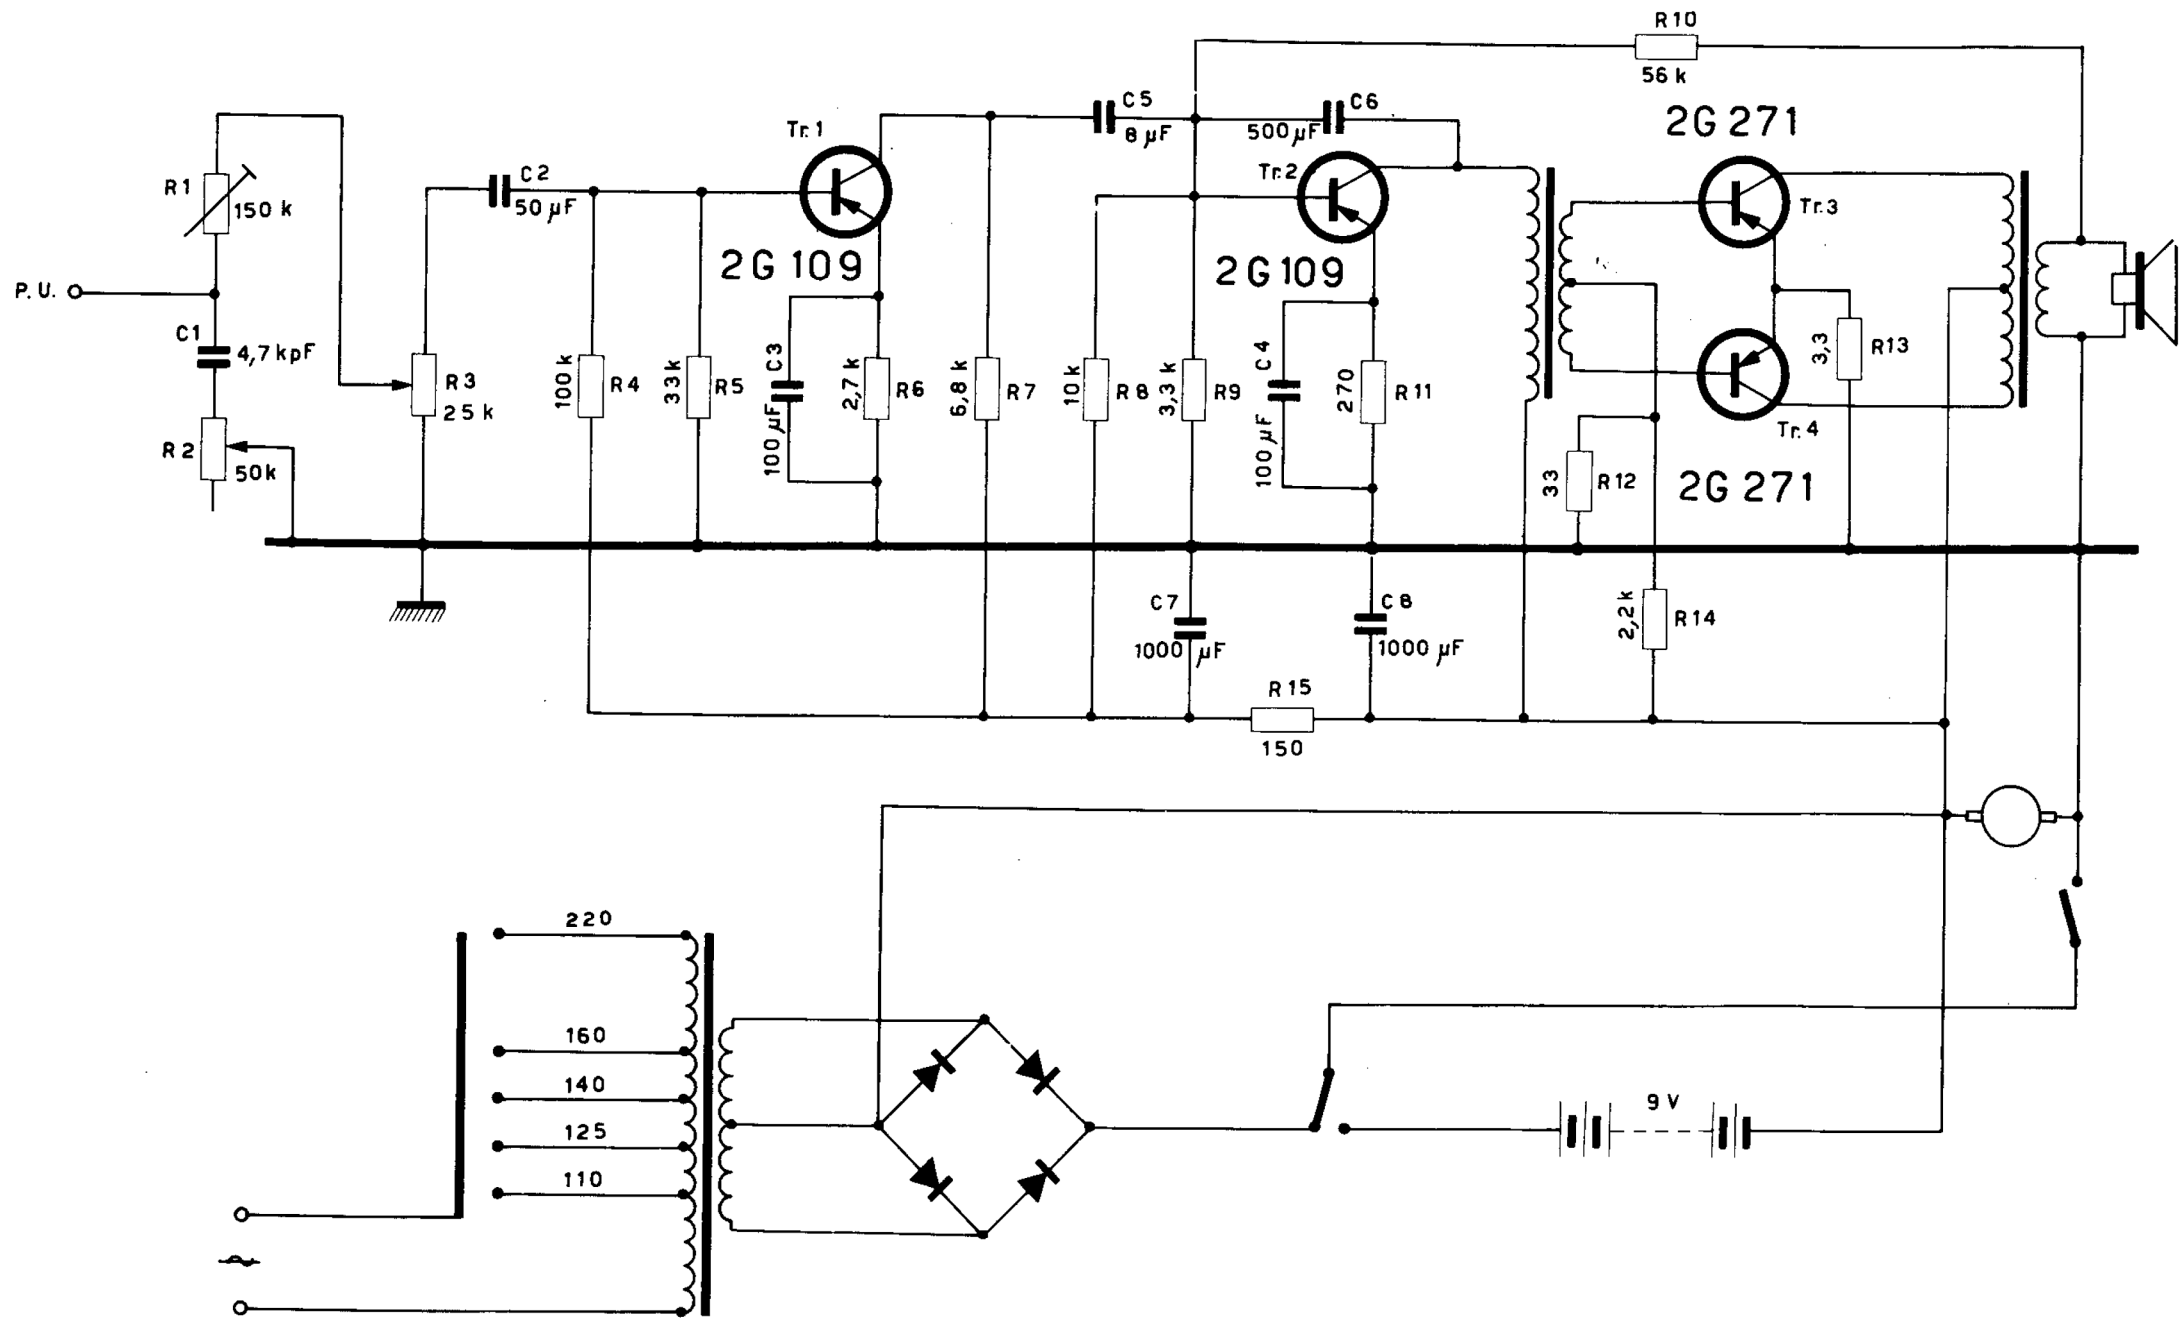 R10
56 k
P.U.
R1
150 k
C1
4,7 kpF
R2
50k
R3
25 k
C2
50 µF
100k
R4
33k
R5
Tr.1
2G 109
C3
100 µF
2,7 k
R6
6,8 k
R7
C5
8 µF
C6
500 µF
10k
R8
3,3 k
R9
Tr.2
2G 109
C4
100 µF
270
R11
2G 271
Tr.3
Tr.4
2G 271
33
R12
3,3
R13
C7
1000 µF
C8
1000 µF
2,2k
R14
R15
150
220
160
140
125
110
9 V